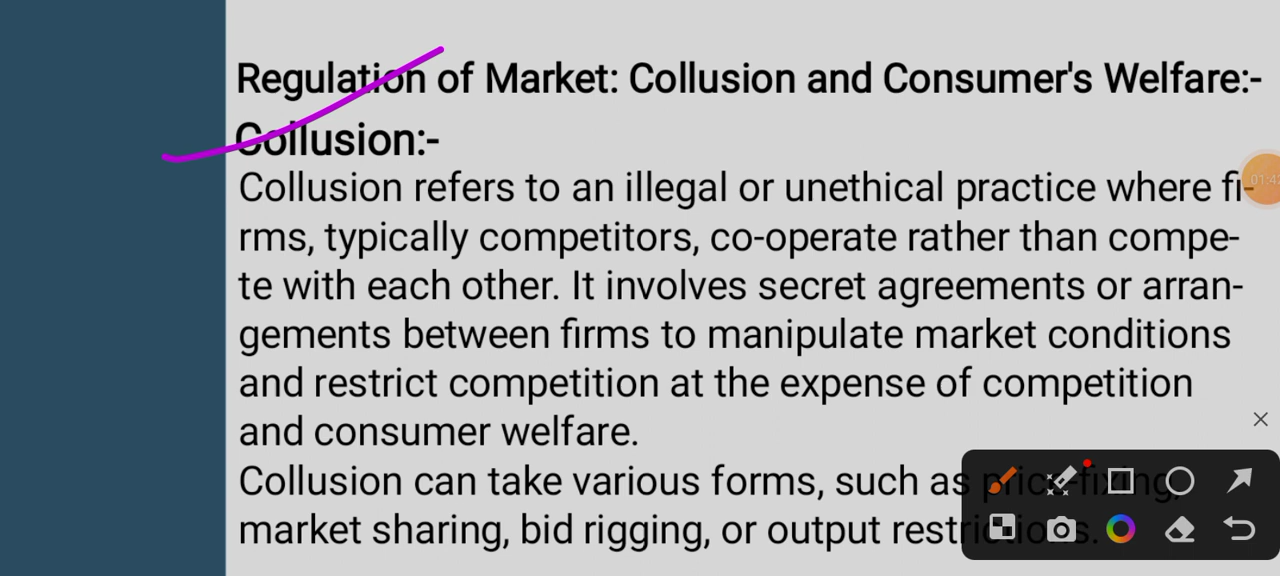 Regulation of Market: Collusion and Consumer's Welfare:-
Collusion:-
Collusion refers to an illegal or unethical practice where fi-
rms, typically competitors, co-operate rather than compe-
te with each other. It involves secret agreements or arran-
gements between firms to manipulate market conditions
and restrict competition at the expense of competition
and consumer welfare.
Collusion can take various forms, such as price-fixing,
market sharing, bid rigging, or output restrictions.